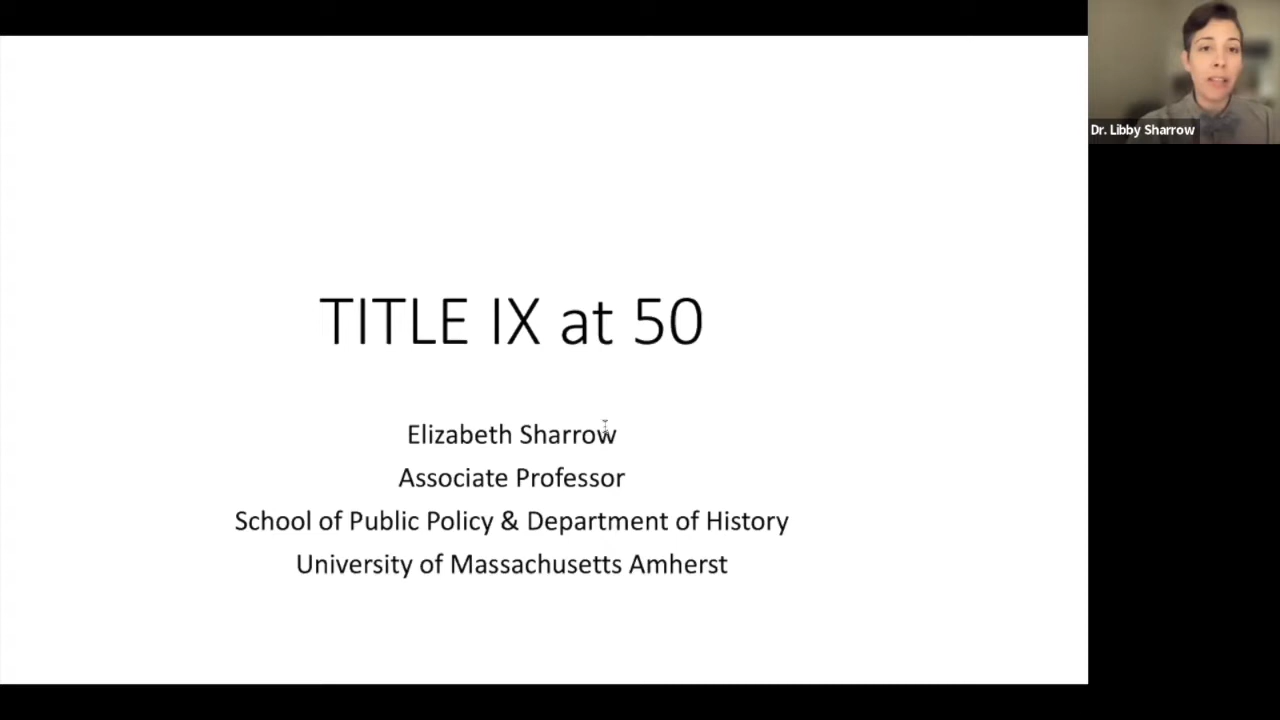 TITLE IX at 50
Elizabeth Sharrow
Associate Professor
School of Public Policy & Department of History
University of Massachusetts Amherst
Dr. Libby Sharrow